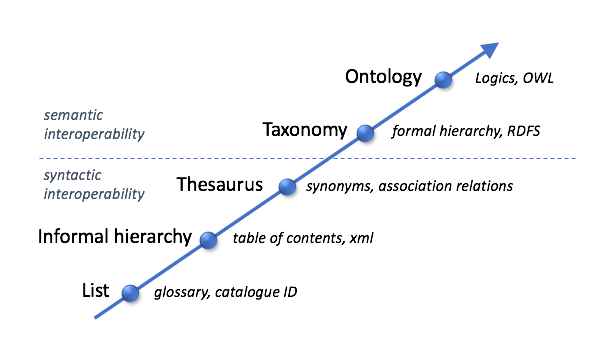 Ontology
Logics, OWL
semantic
interoperability
Taxonomy
formal hierarchy, RDFS
syntactic
interoperability
Thesaurus
synonyms, association relations
Informal hierarchy
table of contents, xml
List
glossary, catalogue ID